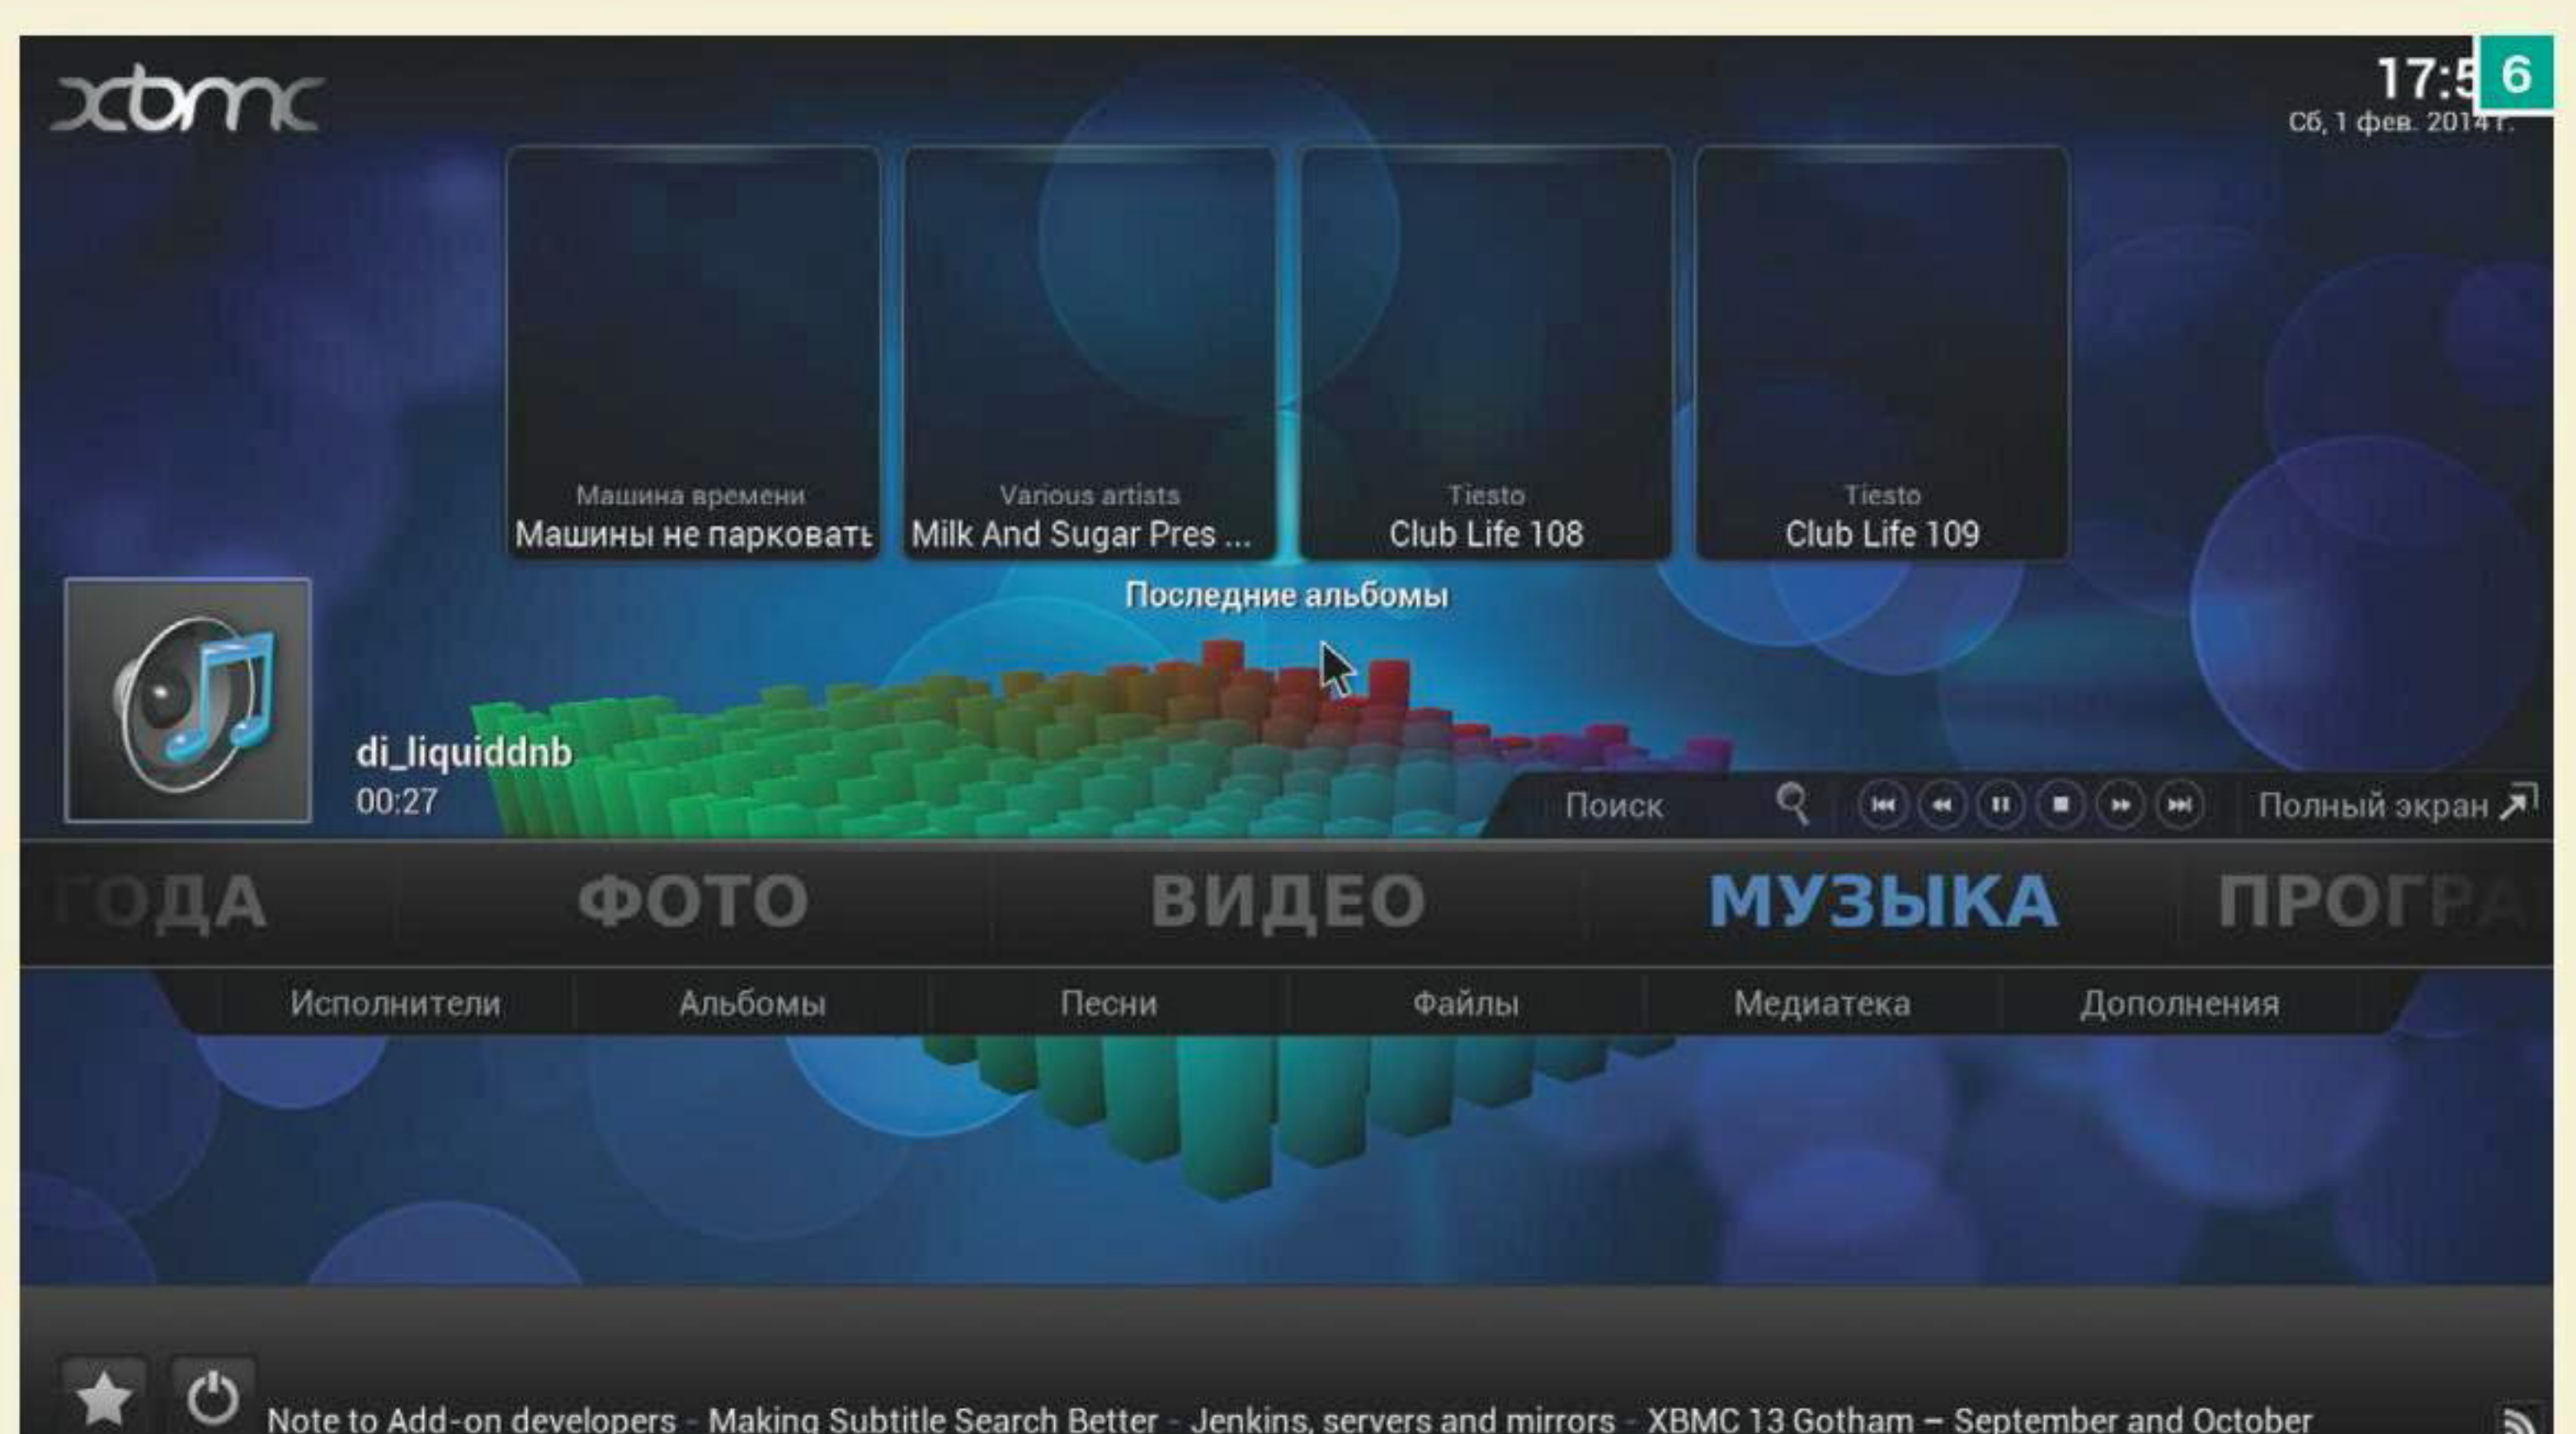 xbmc
17:5
6
Сб, 1 фев. 2014 г.
Машина времени
Машины не парковать
Various artists
Milk And Sugar Pres ...
Tiesto
Club Life 108
Tiesto
Club Life 109
Последние альбомы
di_liquiddnb
00:27
Поиск
Полный экран
ГОДА ФОТО ВИДЕО МУЗЫКА ПРОГРА
Исполнители Альбомы Песни Файлы Медиатека Дополнения
Note to Add-on developers - Making Subtitle Search Better - Jenkins, servers and mirrors - XBMC 13 Gotham – September and October